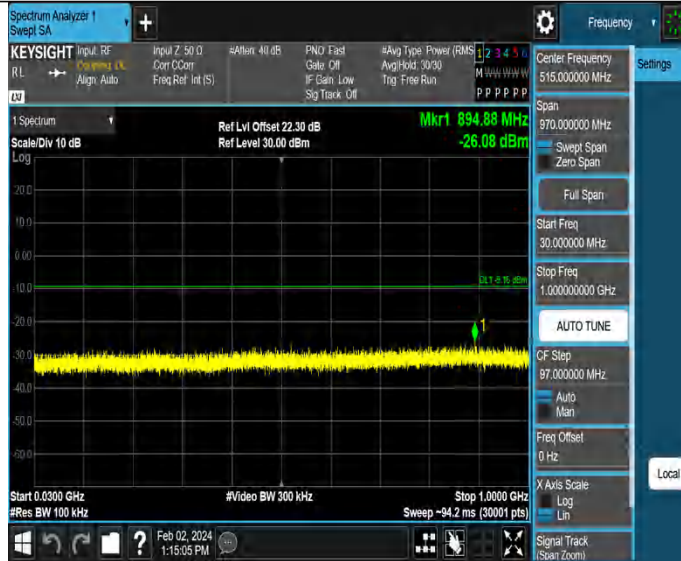 Spectrum Analyzer 1
Swept SA
+
Frequency
KEYSIGHT
Input: RF
Coupling: DC
Align: Auto
Input Z: 50 Ω
Corr CCorr
Freq Ref: Int (S)
#Atten: 40 dB
PNO: Fast
Gate: Off
IF Gain: Low
Sig Track: Off
#Avg Type: Power (RMS
Avg|Hold: 30/30
Trig: Free Run
1 2 3 4 5 6
M W W W W W
P P P P P P
R L
LXI
1 Spectrum
Scale/Div 10 dB
Log
Ref Lvl Offset 22.30 dB
Ref Level 30.00 dBm
Mkr1 894.88 MHz
-26.08 dBm
20.0
10.0
0.00
-10.0
-20.0
-30.0
-40.0
-50.0
-60.0
1
Start 0.0300 GHz
#Res BW 100 kHz
#Video BW 300 kHz
Stop 1.0000 GHz
Sweep ~94.2 ms (30001 pts)
Feb 02, 2024
1:15:05 PM
?
Center Frequency
515.000000 MHz
Settings
Span
970.000000 MHz
Swept Span
Zero Span
Full Span
Start Freq
30.000000 MHz
Stop Freq
1.000000000 GHz
AUTO TUNE
CF Step
97.000000 MHz
Auto
Man
Freq Offset
0 Hz
X Axis Scale
Log
Lin
Local
Signal Track
(Span Zoom)